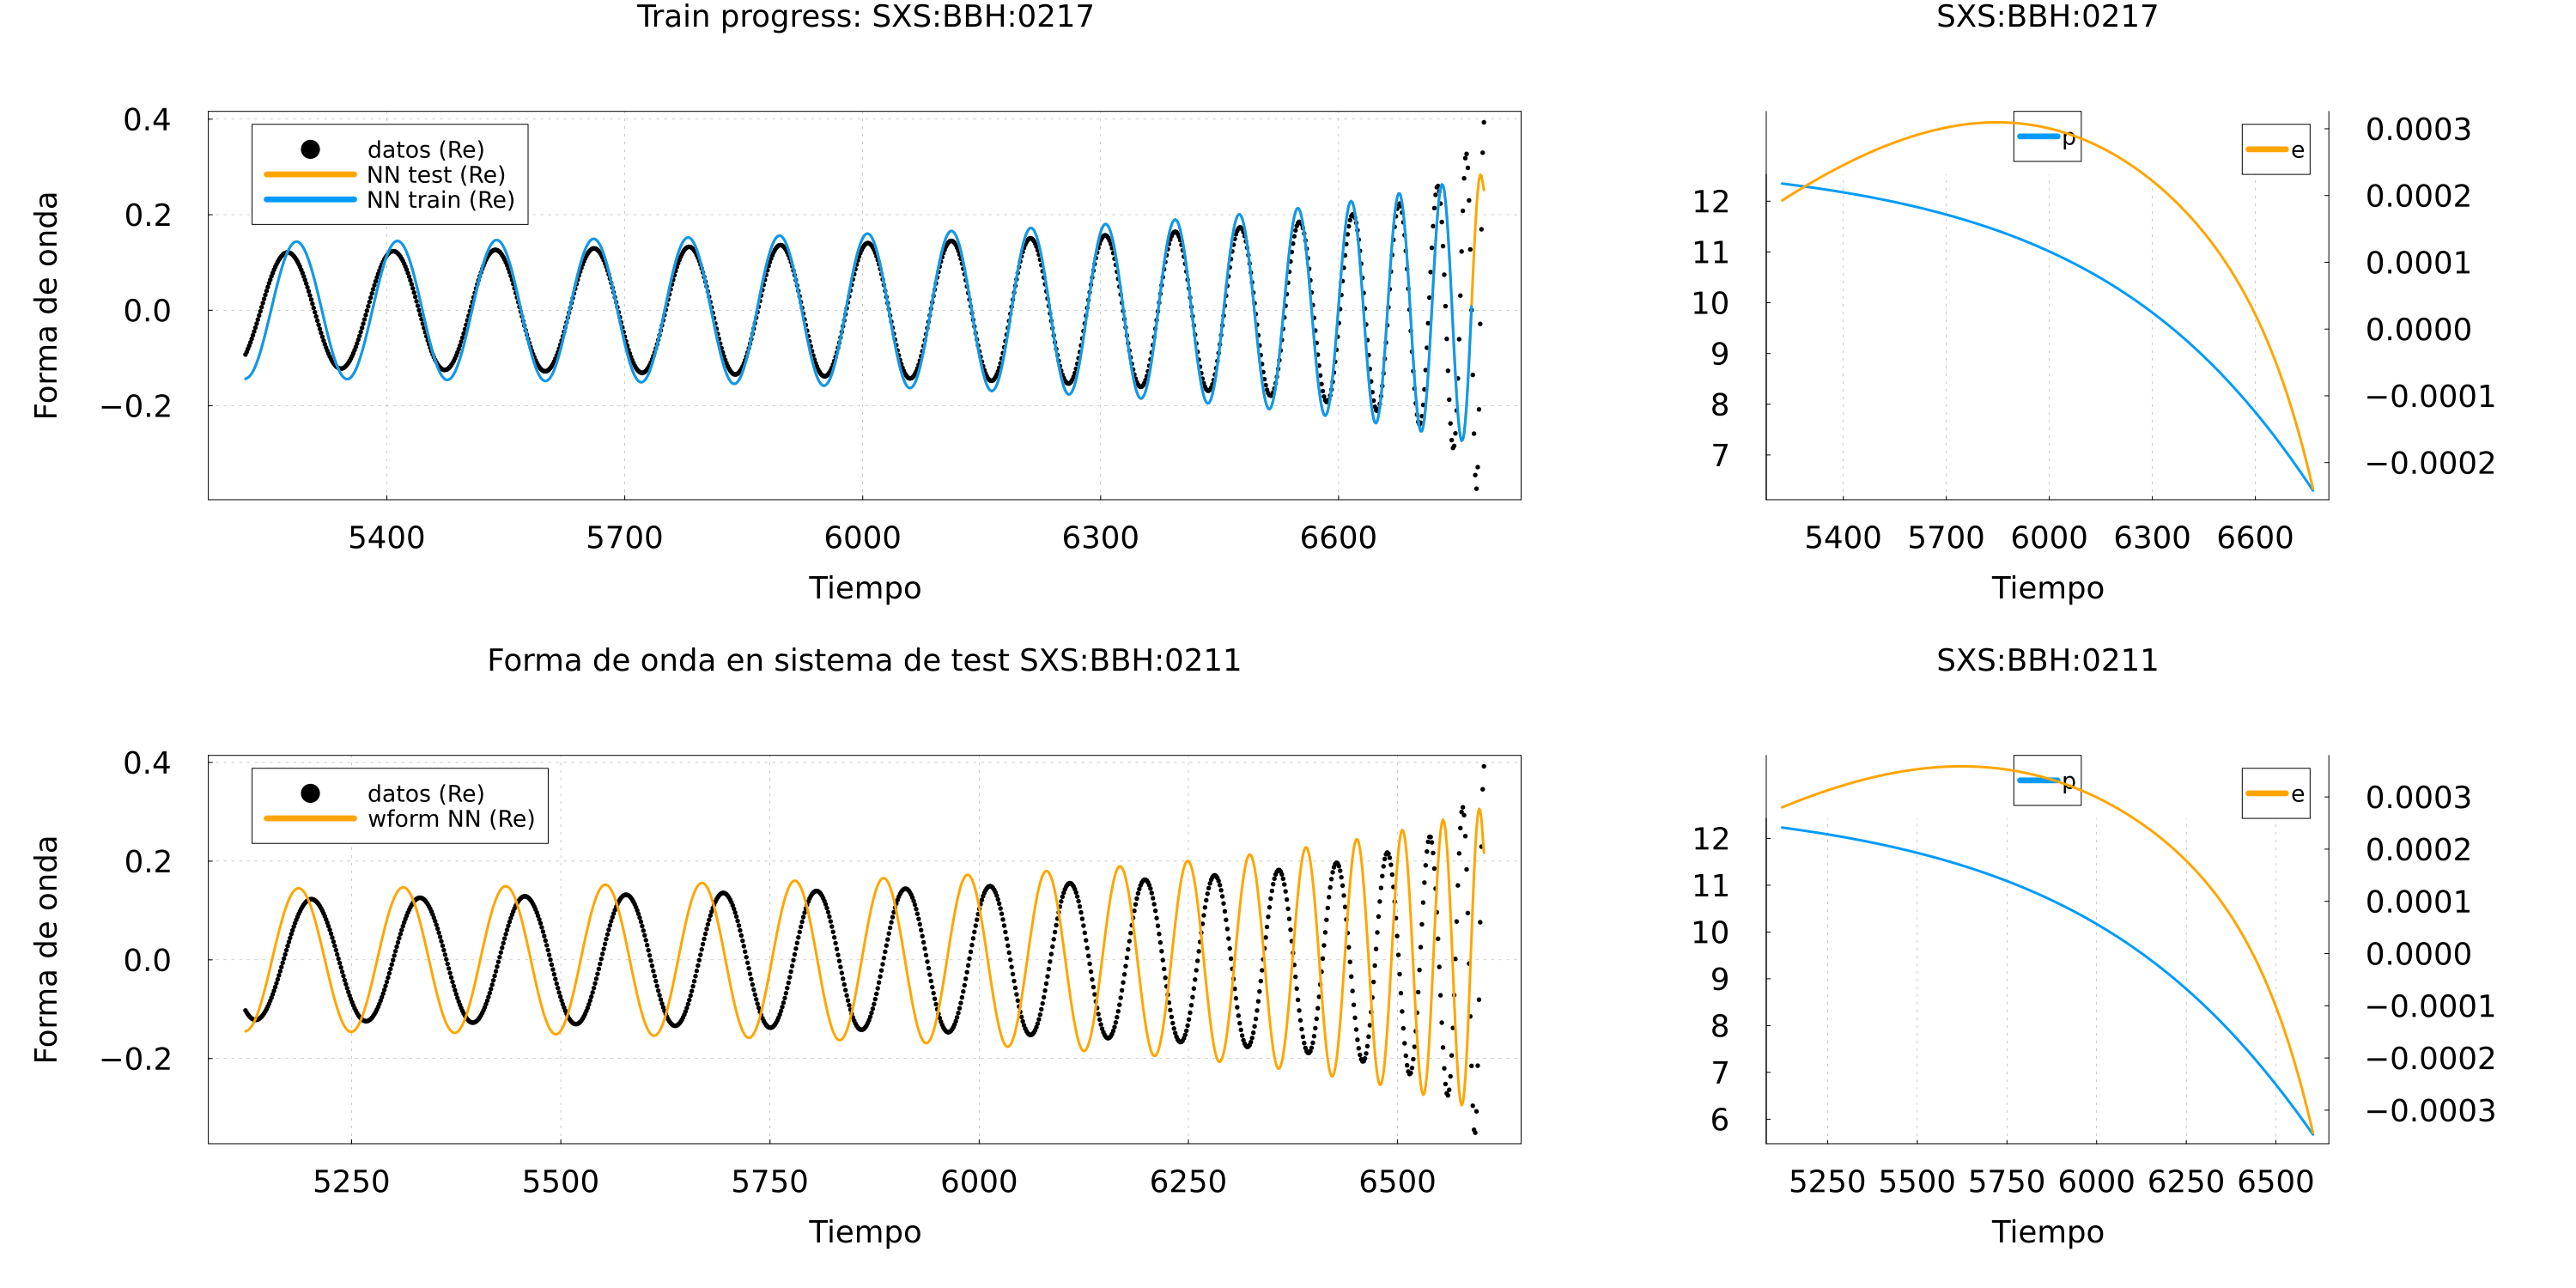 Train progress: SXS:BBH:0217
0.4
0.2
0.0
−0.2
Forma de onda
datos (Re)
NN test (Re)
NN train (Re)
5400 5700 6000 6300 6600
Tiempo
SXS:BBH:0217
12
11
10
9
8
7
p
e
0.0003
0.0002
0.0001
0.0000
−0.0001
−0.0002
5400 5700 6000 6300 6600
Tiempo
Forma de onda en sistema de test SXS:BBH:0211
0.4
0.2
0.0
−0.2
Forma de onda
datos (Re)
wform NN (Re)
5250 5500 5750 6000 6250 6500
Tiempo
SXS:BBH:0211
12
11
10
9
8
7
6
p
e
0.0003
0.0002
0.0001
0.0000
−0.0001
−0.0002
−0.0003
5250 5500 5750 6000 6250 6500
Tiempo